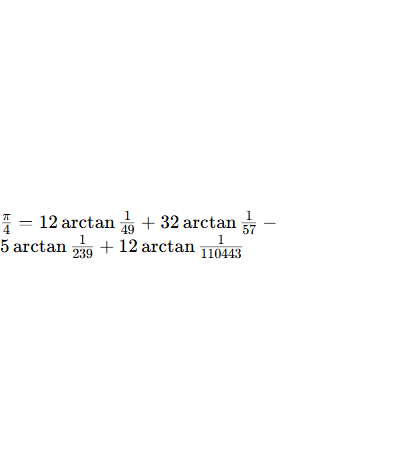 π/4 = 12 arctan 1/49 + 32 arctan 1/57 −
5 arctan 1/239 + 12 arctan 1/110443